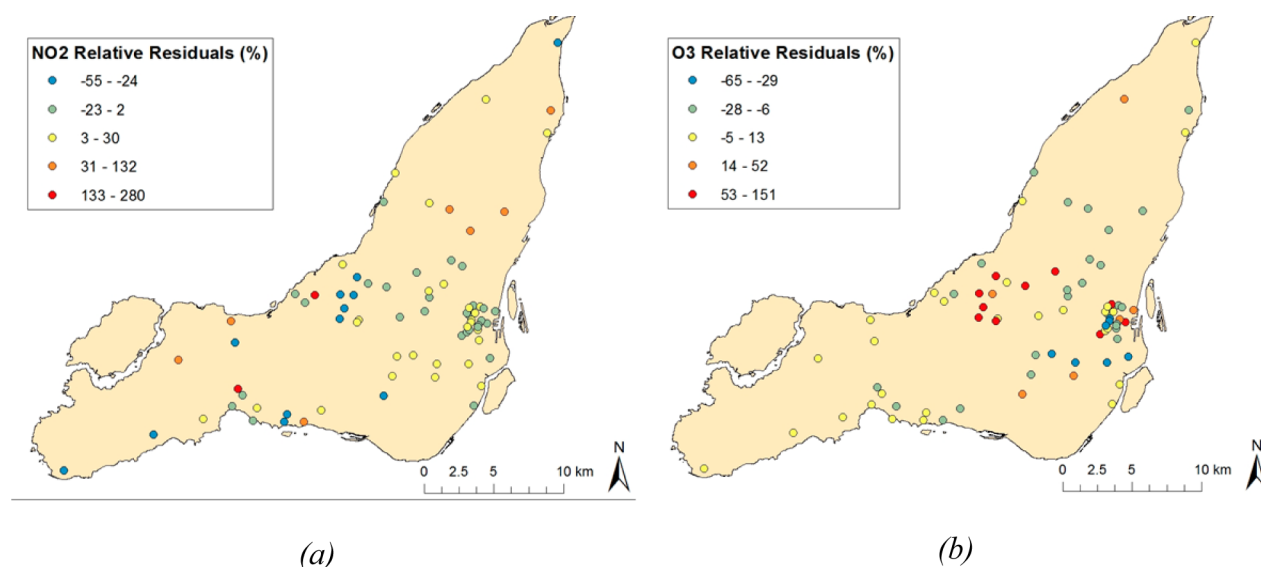 NO2 Relative Residuals (%)
-55 - -24
-23 - 2
3 - 30
31 - 132
133 - 280
N
0 2.5 5 10 km
(a)
O3 Relative Residuals (%)
-65 - -29
-28 - -6
-5 - 13
14 - 52
53 - 151
N
0 2.5 5 10 km
(b)